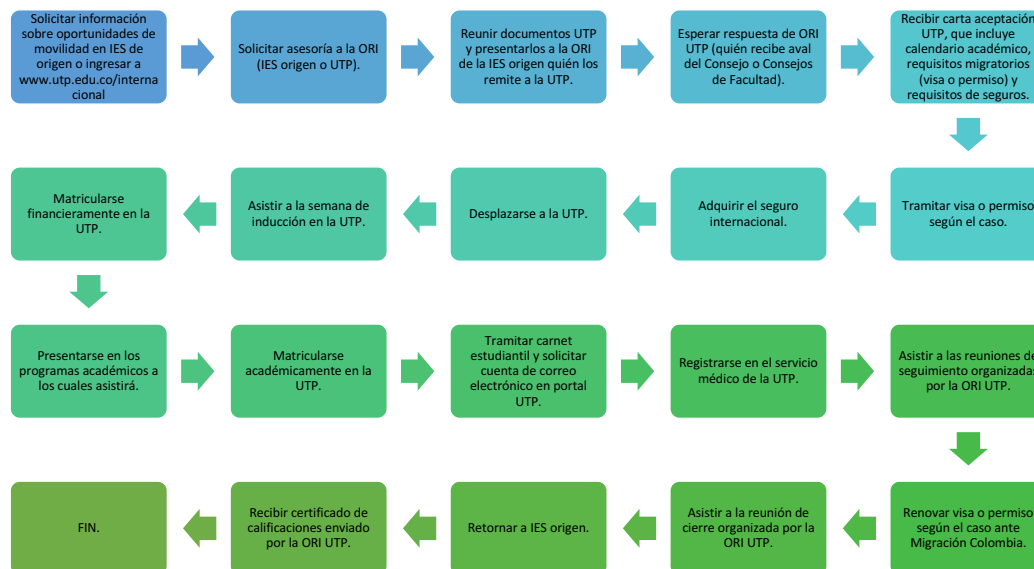 Solicitar información
sobre oportunidades de
movilidad en IES de
origen o ingresar a
www.utp.edu.co/interna
cional
Solicitar asesoría a la ORI
(IES origen o UTP).
Reunir documentos UTP
y presentarlos a la ORI
de la IES origen quién los
remite a la UTP.
Esperar respuesta de ORI
UTP (quién recibe aval
del Consejo o Consejos
de Facultad).
Recibir carta aceptación
UTP, que incluye
calendario académico,
requisitos migratorios
(visa o permiso) y
requisitos de seguros.
Tramitar visa o permiso
según el caso.
Adquirir el seguro
internacional.
Desplazarse a la UTP.
Asistir a la semana de
inducción en la UTP.
Matricularse
financieramente en la
UTP.
Presentarse en los
programas académicos a
los cuales asistirá.
Matricularse
académicamente en la
UTP.
Tramitar carnet
estudiantil y solicitar
cuenta de correo
electrónico en portal
UTP.
Registrarse en el servicio
médico de la UTP.
Asistir a las reuniones de
seguimiento organizadas
por la ORI UTP.
Renovar visa o permiso
según el caso ante
Migración Colombia.
Asistir a la reunión de
cierre organizada por la
ORI UTP.
Retornar a IES origen.
Recibir certificado de
calificaciones enviado
por la ORI UTP.
FIN.